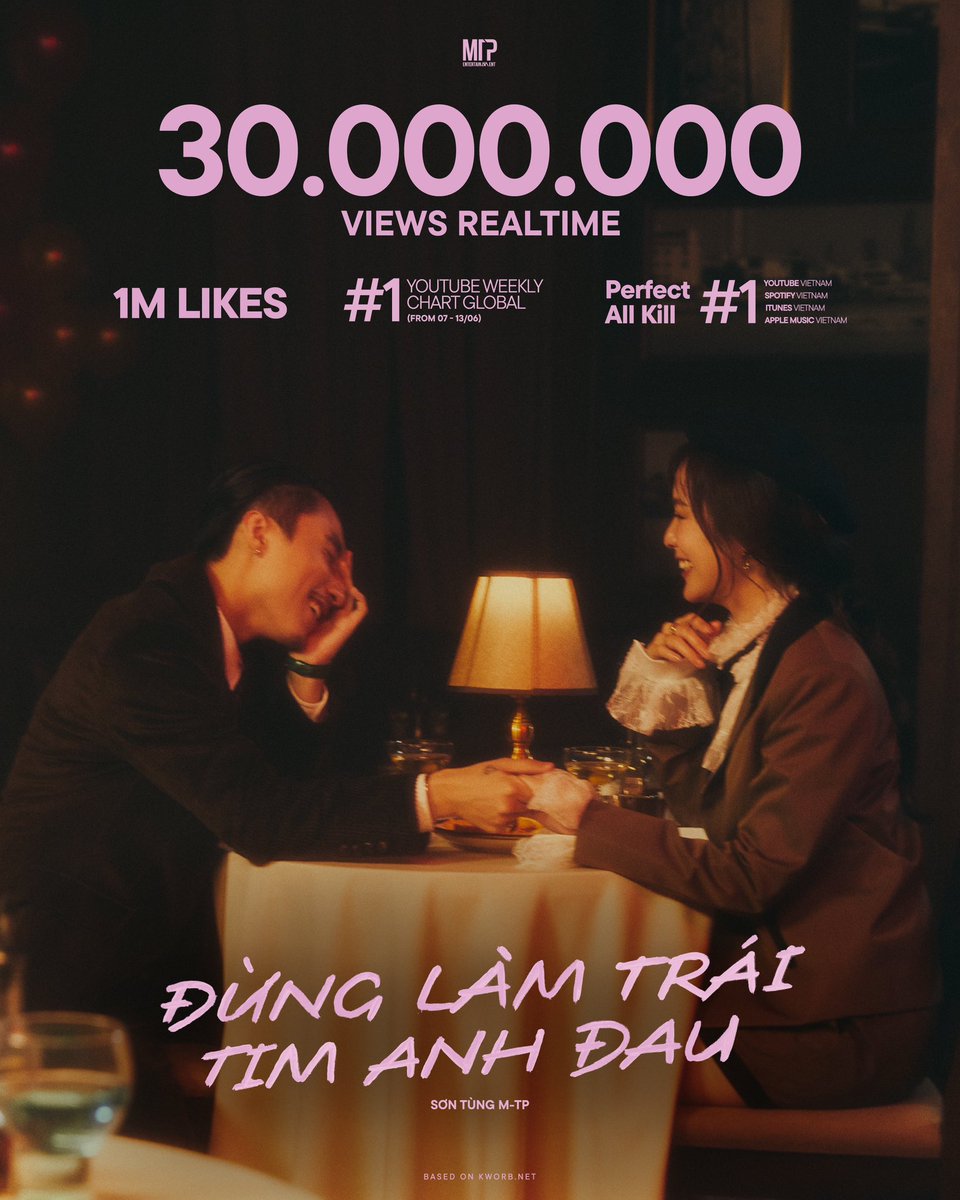 MTP
ENTERTAINMENT
30.000.000
VIEWS REALTIME
1M LIKES
#1 YOUTUBE WEEKLY
CHART GLOBAL
(FROM 07 - 13/06)
Perfect
All Kill
#1 YOUTUBE VIETNAM
SPOTIFY VIETNAM
ITUNES VIETNAM
APPLE MUSIC VIETNAM
ĐỪNG LÀM TRÁI
TIM ANH ĐAU
SƠN TÙNG M-TP
BASED ON KWORB.NET